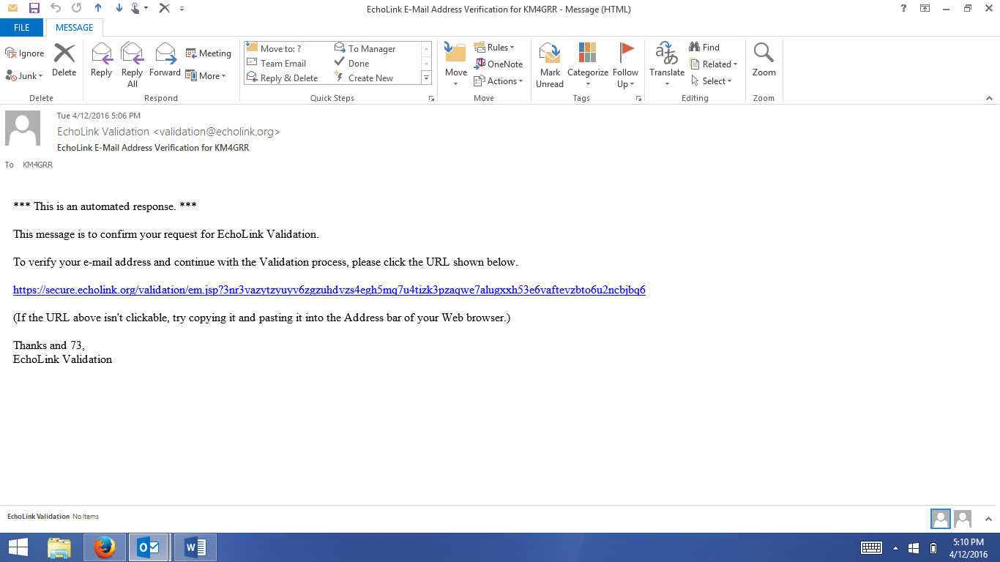 EchoLink E-Mail Address Verification for KM4GRR - Message (HTML)
FILE MESSAGE
Ignore
Junk
Delete
Reply
Reply All
Forward
Meeting
More
Move to: ?
To Manager
Team Email
Done
Reply & Delete
Create New
Move
Rules
OneNote
Actions
Mark Unread
Categorize
Follow Up
Translate
Find
Related
Select
Zoom
Delete Respond Quick Steps Move Tags Editing Zoom
Tue 4/12/2016 5:06 PM
EchoLink Validation <validation@echolink.org>
EchoLink E-Mail Address Verification for KM4GRR
To KM4GRR
*** This is an automated response. ***
This message is to confirm your request for EchoLink Validation.
To verify your e-mail address and continue with the Validation process, please click the URL shown below.
https://secure.echolink.org/validation/em.jsp?3nr3vazytzyuyv6zgzuhdvzs4egh5mq7u4tizk3pzaqwe7alugxxh53e6vaftevzbto6u2ncbjbq6
(If the URL above isn't clickable, try copying it and pasting it into the Address bar of your Web browser.)
Thanks and 73,
EchoLink Validation
EchoLink Validation No Items
5:10 PM
4/12/2016